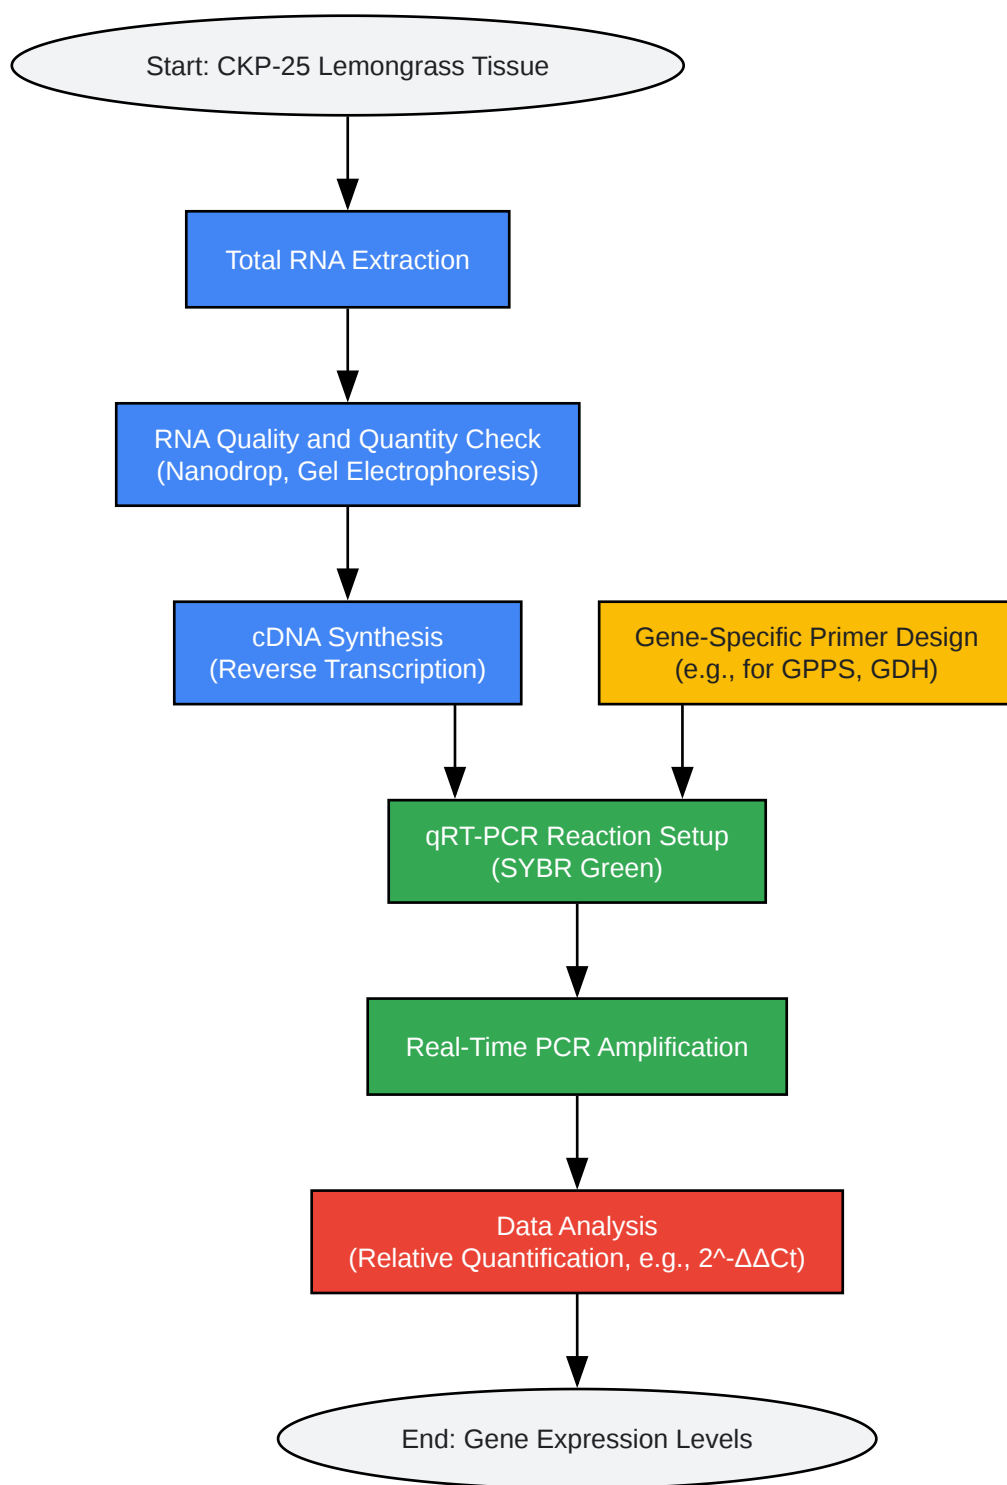 Start: CKP-25 Lemongrass Tissue
Total RNA Extraction
RNA Quality and Quantity Check
(Nanodrop, Gel Electrophoresis)
cDNA Synthesis
(Reverse Transcription)
Gene-Specific Primer Design
(e.g., for GPPS, GDH)
qRT-PCR Reaction Setup
(SYBR Green)
Real-Time PCR Amplification
Data Analysis
(Relative Quantification, e.g., 2^-ΔΔCt)
End: Gene Expression Levels